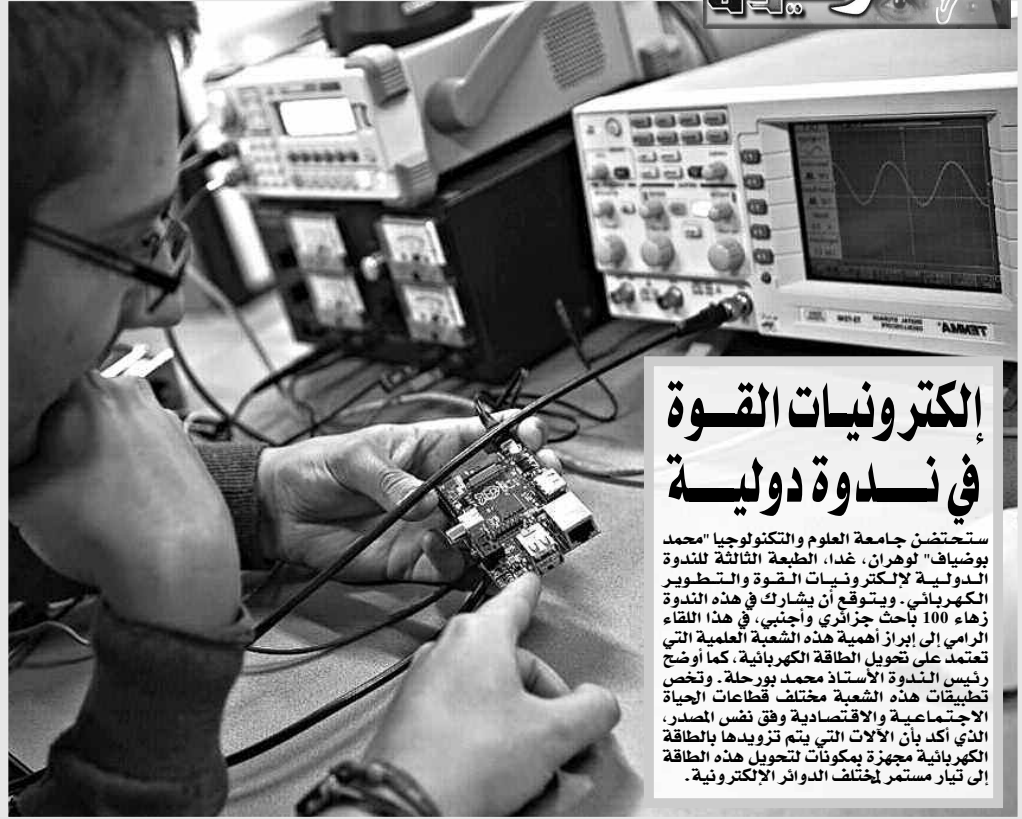 إلكترونيات القوة
في ندوة دولية
ستحتضن جامعة العلوم والتكنولوجيا "محمد
بوضياف" لوهران، غدا، الطبعة الثالثة للندوة
الدولية لإلكترونيات القوة والتطوير
الكهربائي. ويتوقع أن يشارك في هذه الندوة
زهاء 100 باحث جزائري وأجنبي، في هذا اللقاء
الرامي إلى إبراز أهمية هذه الشعبة العلمية التي
تعتمد على تحويل الطاقة الكهربائية، كما أوضح
رئيس الندوة الأستاذ محمد بورحلة. وتخص
تطبيقات هذه الشعبة مختلف قطاعات الحياة
الاجتماعية والاقتصادية وفق نفس المصدر،
الذي أكد بأن الآلات التي يتم تزويدها بالطاقة
الكهربائية مجهزة بمكونات لتحويل هذه الطاقة
إلى تيار مستمر لمختلف الدوائر الإلكترونية.
TENMA